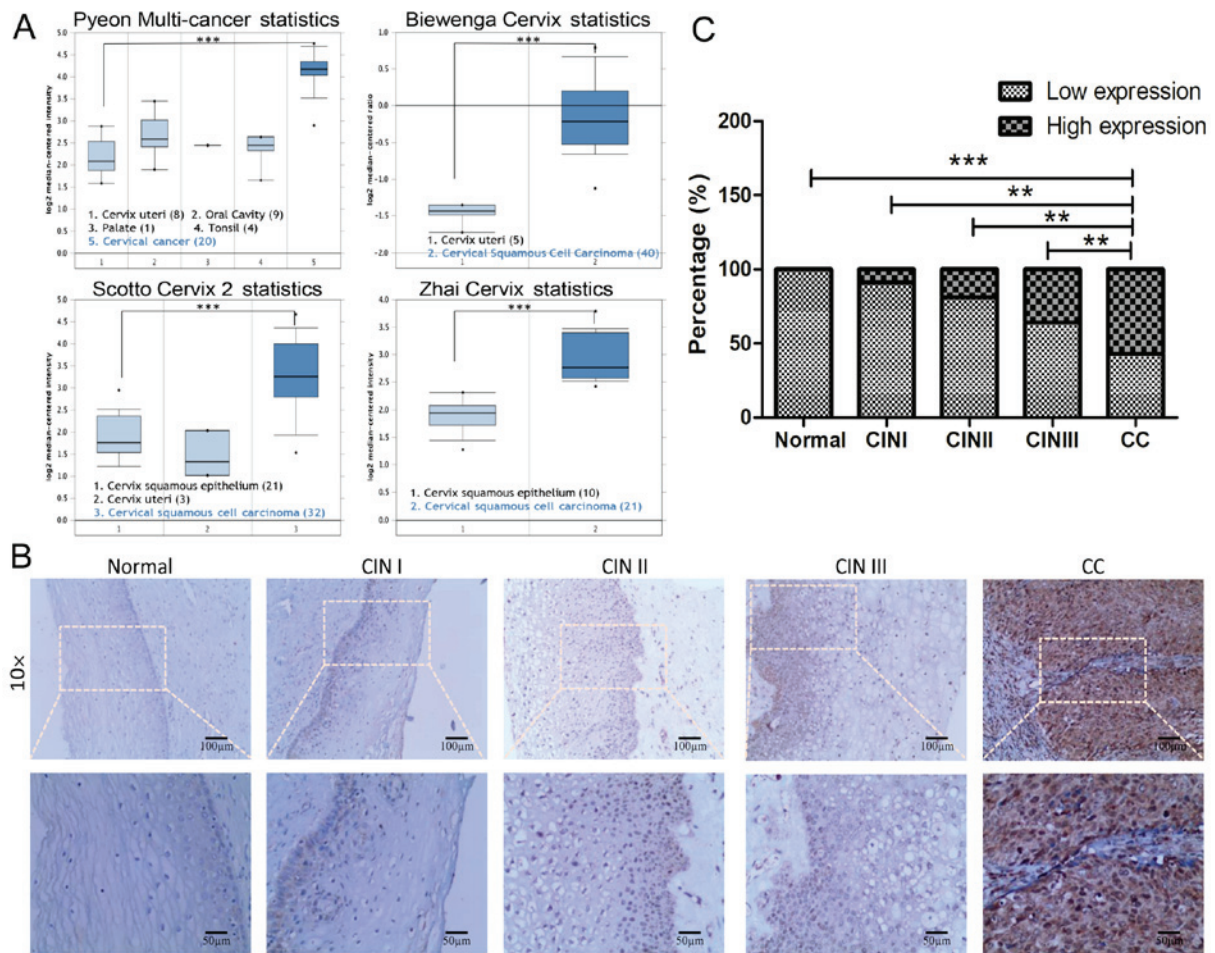 A
Pyeon Multi-cancer statistics
***
log2 median-centered intensity
5.0
4.5
4.0
3.5
3.0
2.5
2.0
1.5
1.0
0.5
0.0
1. Cervix uteri (8) 2. Oral Cavity (9)
3. Palate (1) 4. Tonsil (4)
5. Cervical cancer (20)
1 2 3 4 5
Biewenga Cervix statistics
***
log2 median-centered ratio
1.0
0.5
0.0
-0.5
-1.0
-1.5
-2.0
1. Cervix uteri (5)
2. Cervical Squamous Cell Carcinoma (40)
1 2
Scotto Cervix 2 statistics
***
log2 median-centered intensity
5.0
4.5
4.0
3.5
3.0
2.5
2.0
1.5
1.0
0.5
0.0
1. Cervix squamous epithelium (21)
2. Cervix uteri (3)
3. Cervical squamous cell carcinoma (32)
1 2 3
Zhai Cervix statistics
***
log2 median-centered intensity
4.0
3.5
3.0
2.5
2.0
1.5
1.0
0.5
0.0
1. Cervix squamous epithelium (10)
2. Cervical squamous cell carcinoma (21)
1 2
C
Low expression
High expression
Percentage (%)
200
150
100
50
0
***
**
**
**
Normal CINI CINII CINIII CC
B
Normal CIN I CIN II CIN III CC
10×
100μm 100μm 100μm 100μm 100μm
50μm 50μm 50μm 50μm 50μm